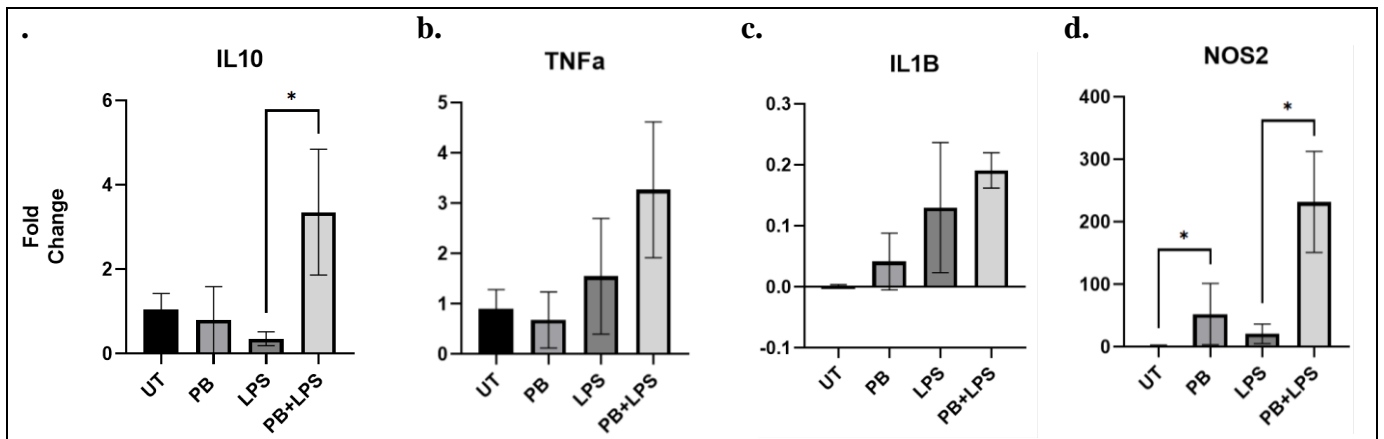 .
IL10
*
6
4
2
0
Fold
Change
UT
PB
LPS
PB+LPS
b.
TNFa
5
4
3
2
1
0
UT
PB
LPS
PB+LPS
c.
IL1B
0.3
0.2
0.1
0.0
-0.1
UT
PB
LPS
PB+LPS
d.
NOS2
*
*
400
300
200
100
0
UT
PB
LPS
PB+LPS